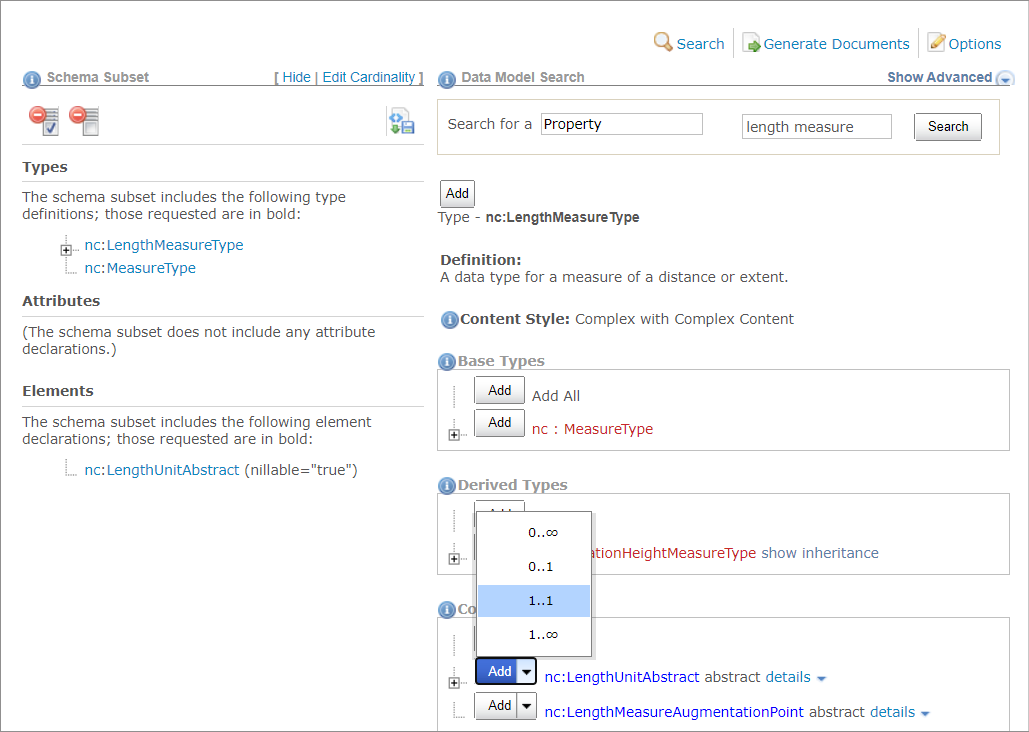 Search
Generate Documents
Options
Schema Subset
[ Hide | Edit Cardinality ]
Data Model Search
Show Advanced
Search for a
Property
length measure
Search
Types
The schema subset includes the following type
definitions; those requested are in bold:
nc:LengthMeasureType
nc:MeasureType
Attributes
(The schema subset does not include any attribute
declarations.)
Elements
The schema subset includes the following element
declarations; those requested are in bold:
nc:LengthUnitAbstract (nillable="true")
Add
Type - nc:LengthMeasureType
Definition:
A data type for a measure of a distance or extent.
Content Style: Complex with Complex Content
Base Types
Add Add All
Add nc : MeasureType
Derived Types
ationHeightMeasureType show inheritance
Co
0..∞
0..1
1..1
1..∞
Add nc:LengthUnitAbstract abstract details
Add nc:LengthMeasureAugmentationPoint abstract details